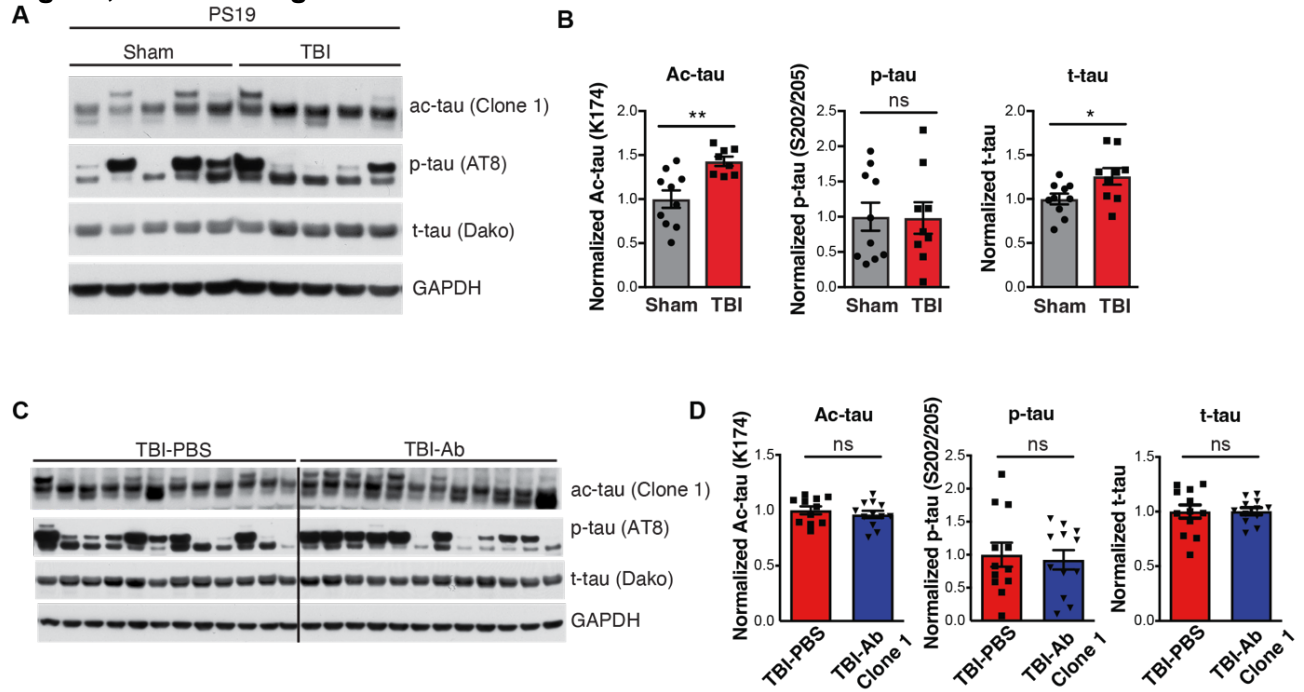 A
PS19
Sham TBI
ac-tau (Clone 1)
p-tau (AT8)
t-tau (Dako)
GAPDH
B
Ac-tau
Normalized Ac-tau (K174)
2.0
1.5
1.0
0.5
0.0
**
Sham TBI
p-tau
Normalized p-tau (S202/205)
2.5
2.0
1.5
1.0
0.5
0.0
ns
Sham TBI
t-tau
Normalized t-tau
2.0
1.5
1.0
0.5
0.0
*
Sham TBI
C
TBI-PBS TBI-Ab
ac-tau (Clone 1)
p-tau (AT8)
t-tau (Dako)
GAPDH
D
Ac-tau
Normalized Ac-tau (K174)
1.5
1.0
0.5
0.0
ns
TBI-PBS
TBI-Ab
Clone 1
p-tau
Normalized p-tau (S202/205)
2.5
2.0
1.5
1.0
0.5
0.0
ns
TBI-PBS
TBI-Ab
Clone 1
t-tau
Normalized t-tau
1.5
1.0
0.5
0.0
ns
TBI-PBS
TBI-Ab
Clone 1